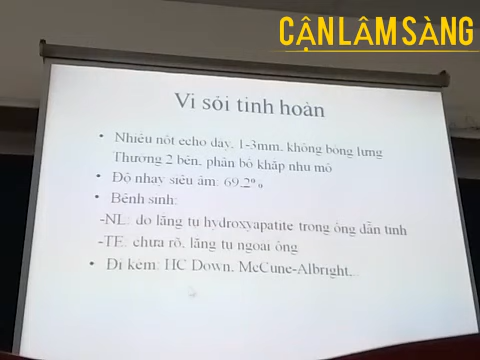 CẬN LÂM SÀNG
Vi sỏi tinh hoàn
• Nhiều nốt echo dày, 1-3mm, không bóng lưng
Thường 2 bên, phân bố khắp nhu mô
• Độ nhạy siêu âm: 69.2%
• Bệnh sinh:
-NL: do lắng tụ hydroxyapatite trong ống dẫn tinh
-TE: chưa rõ, lắng tụ ngoài ống
• Đi kèm: HC Down, McCune-Albright,..